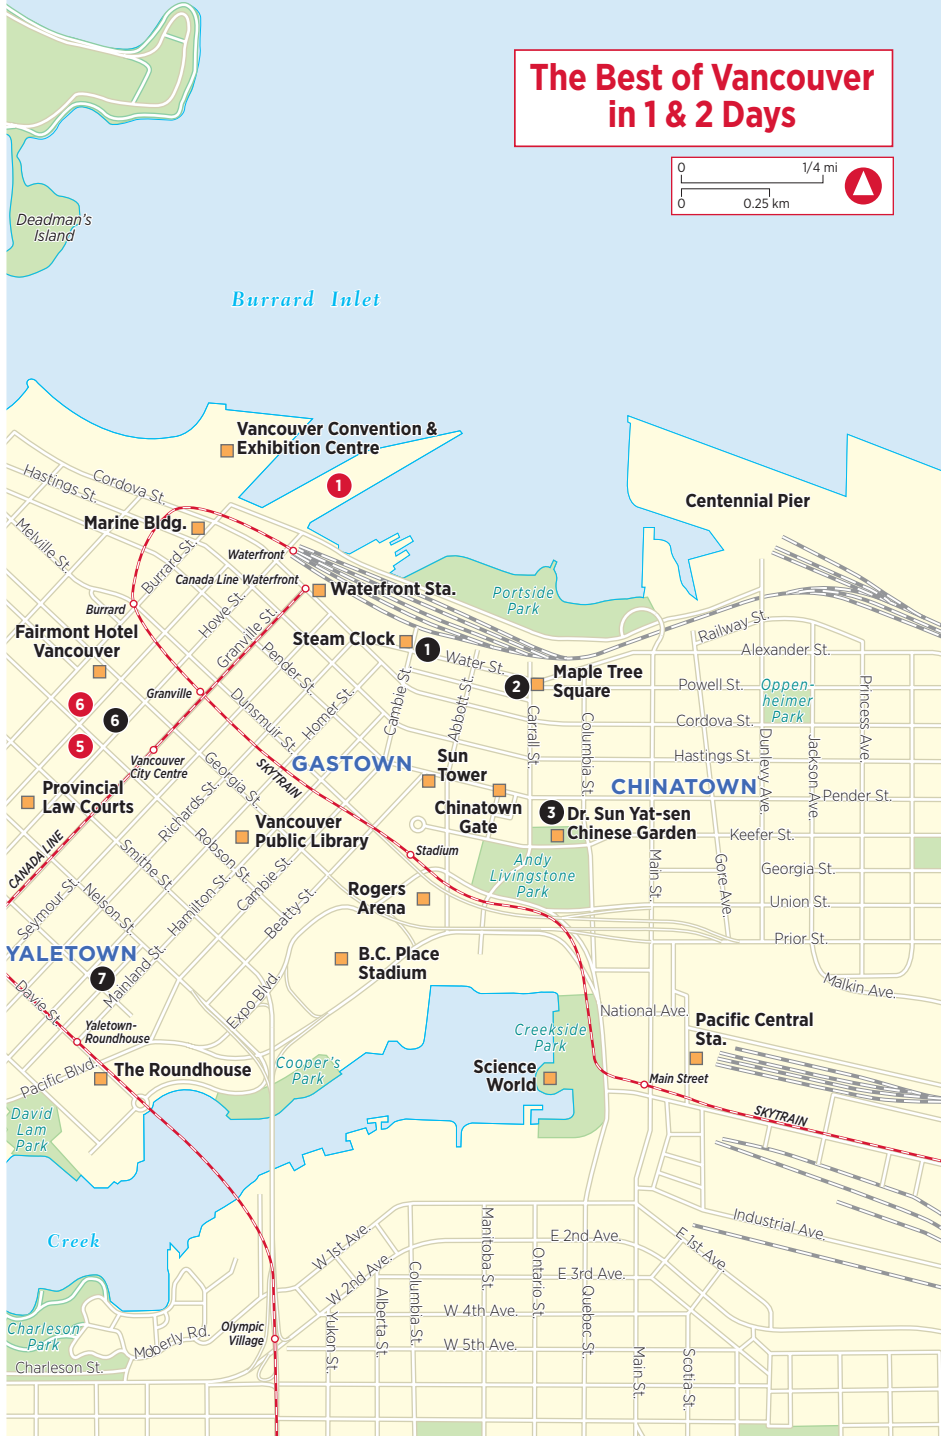 The Best of Vancouver
in 1 & 2 Days
0
1/4 mi
0
0.25 km
Deadman's
Island
Burrard Inlet
Vancouver Convention &
Exhibition Centre
1
Centennial Pier
Hastings St.
Cordova St.
Marine Bldg.
Melville St.
Burrard St.
Waterfront
Canada Line Waterfront
Waterfront Sta.
Portside
Park
Burrard
Howe St.
Granville St.
Fairmont Hotel
Vancouver
Steam Clock
1
Railway St.
Alexander St.
Water St.
Pender St.
Maple Tree
Square
2
Powell St.
Oppen-
heimer
Park
Princess Ave.
Granville
6
6
5
Dunsmuir St.
Homer St.
Cambie St.
Abbott St.
Carrall St.
Columbia St.
Cordova St.
Hastings St.
Dunlevy Ave.
Jackson Ave.
Vancouver
City Centre
Georgia St.
SKYTRAIN
GASTOWN
Sun
Tower
CHINATOWN
Pender St.
Provincial
Law Courts
Richards St.
Chinatown
Gate
3
Dr. Sun Yat-sen
Chinese Garden
Vancouver
Public Library
Keefer St.
CANADA LINE
Smithe St.
Robson St.
Stadium
Andy
Livingstone
Park
Main St.
Gore Ave.
Georgia St.
Seymour St.
Nelson St.
Hamilton St.
Cambie St.
Beatty St.
Rogers
Arena
Union St.
Prior St.
YALETOWN
7
Mainland St.
B.C. Place
Stadium
Malkin Ave.
Davie St.
Expo Blvd.
National Ave.
Yaletown-
Roundhouse
Creekside
Park
Pacific Central
Sta.
Pacific Blvd.
The Roundhouse
Cooper's
Park
Science
World
Main Street
SKYTRAIN
David
Lam
Park
Creek
Industrial Ave.
W 1st Ave.
W 2nd Ave.
Manitoba St.
E 2nd Ave.
E 1st Ave.
Columbia St.
Ontario St.
E 3rd Ave.
Alberta St.
Quebec St.
W 4th Ave.
Yukon St.
Charleson
Park
Moberly Rd.
Olympic
Village
W 5th Ave.
Main St.
Scotia St.
Charleson St.